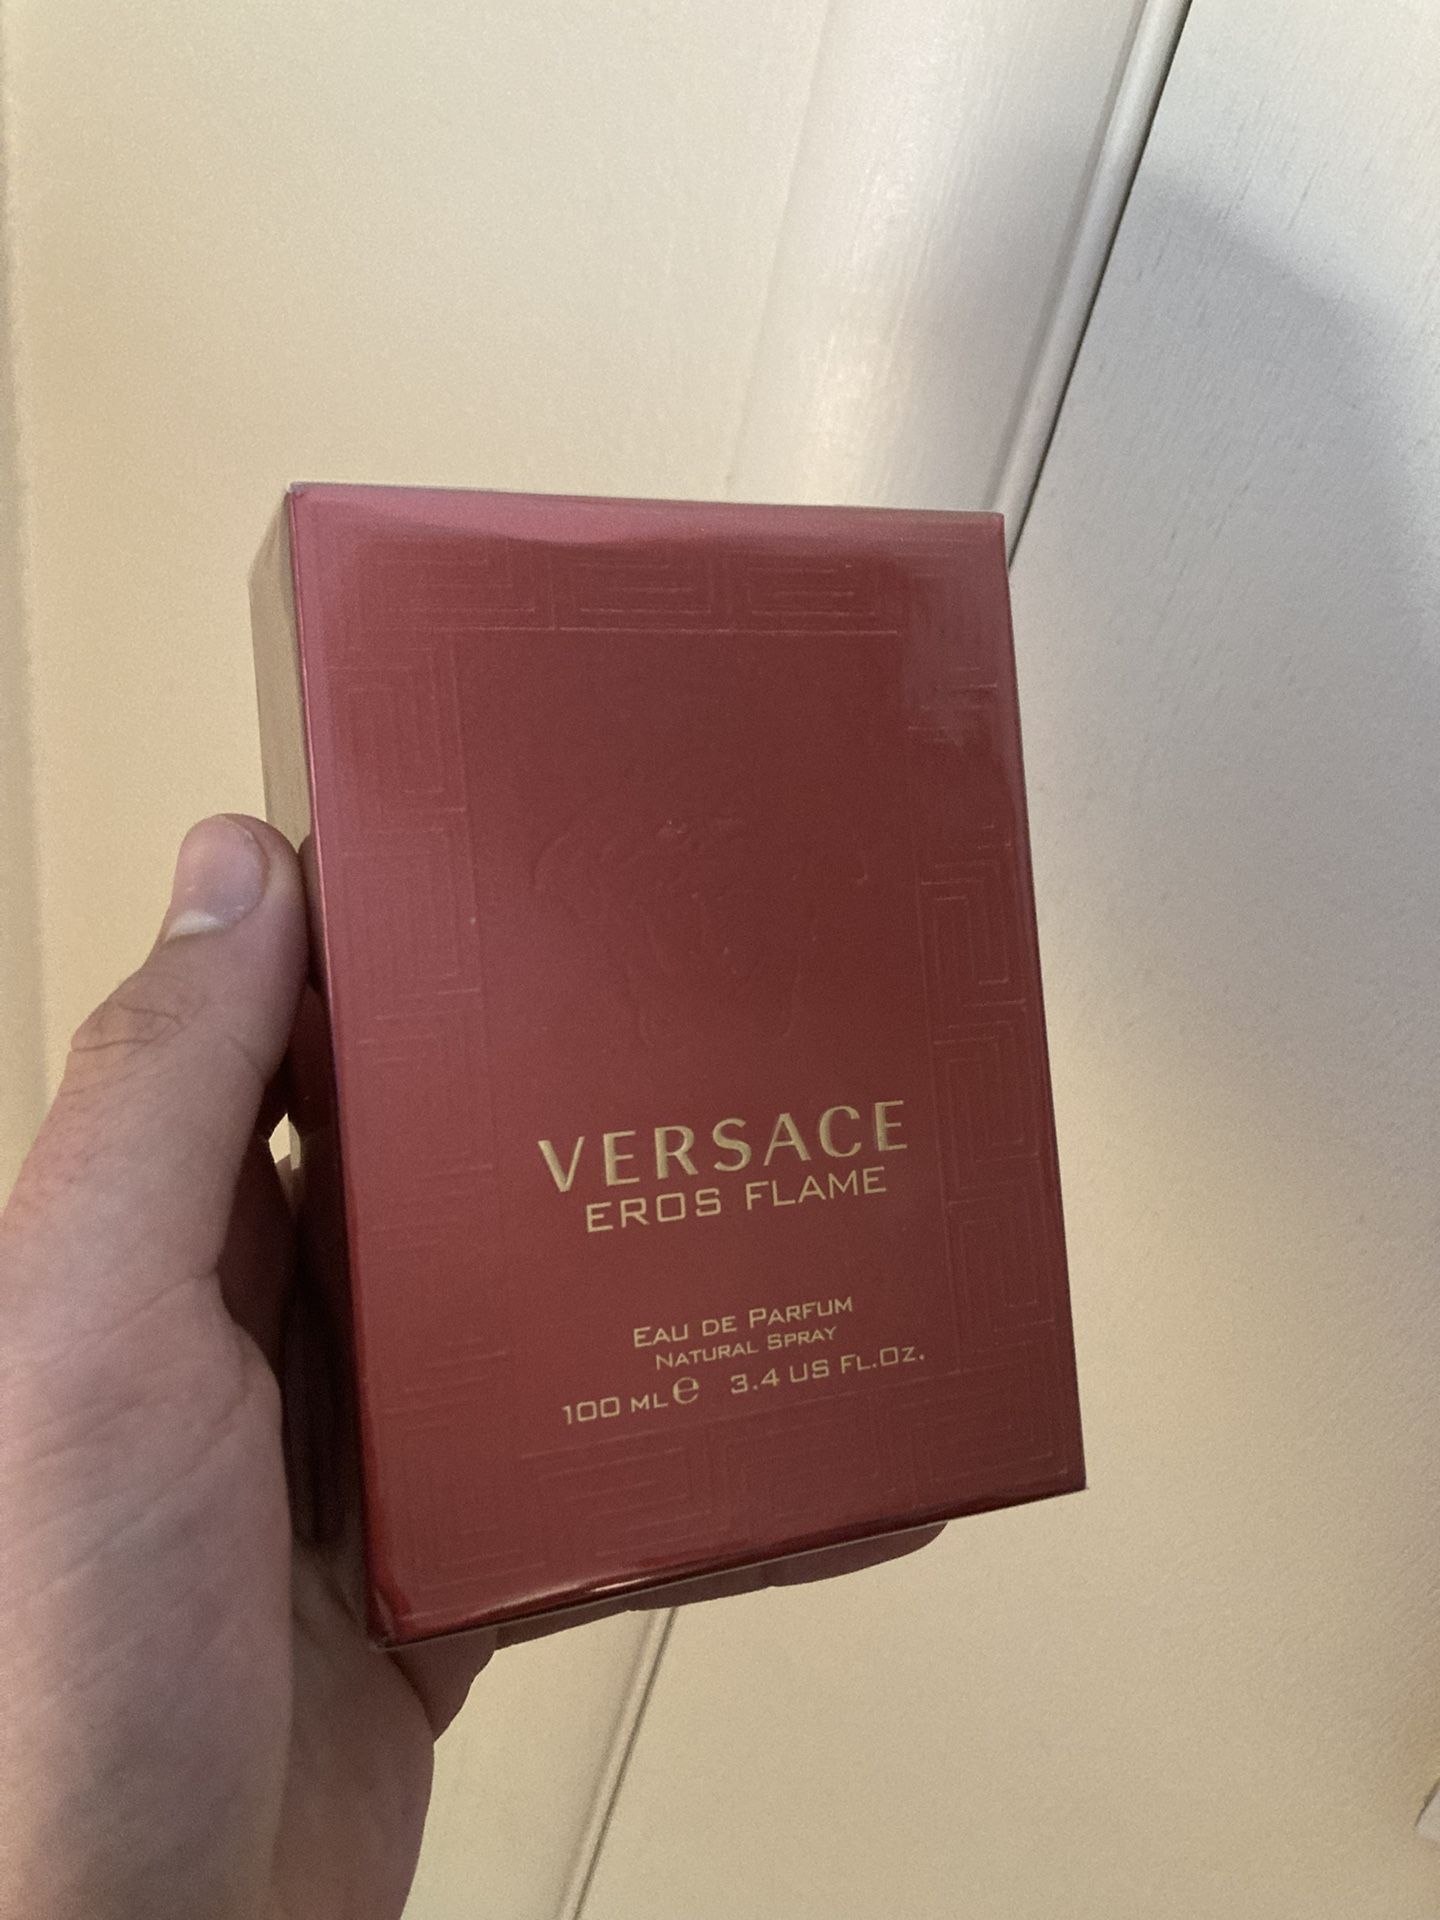 VERSACE
EROS FLAME
EAU DE PARFUM
NATURAL SPRAY
100 ML ℮ 3.4 US FL.OZ.